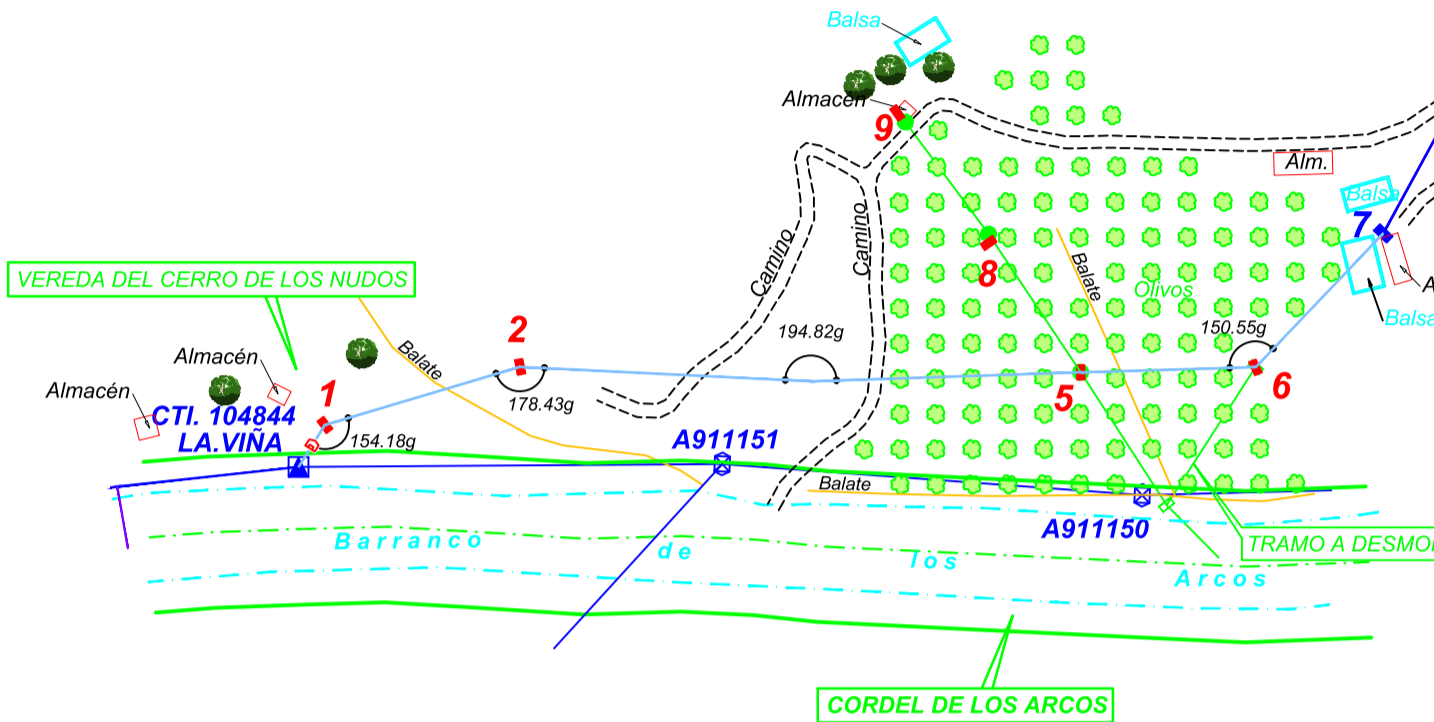 Balsa
Almacén
9
Alm.
Balsa
7
Camino
Camino
8
Balate
Olivos
VEREDA DEL CERRO DE LOS NUDOS
A
Balsa
2
194.82g
150.55g
Balate
Almacén
Almacén
1
178.43g
5
6
CTI. 104844
LA.VIÑA
154.18g
A911151
Balate
A911150
Barranco de los Arcos
TRAMO A DESMO
CORDEL DE LOS ARCOS